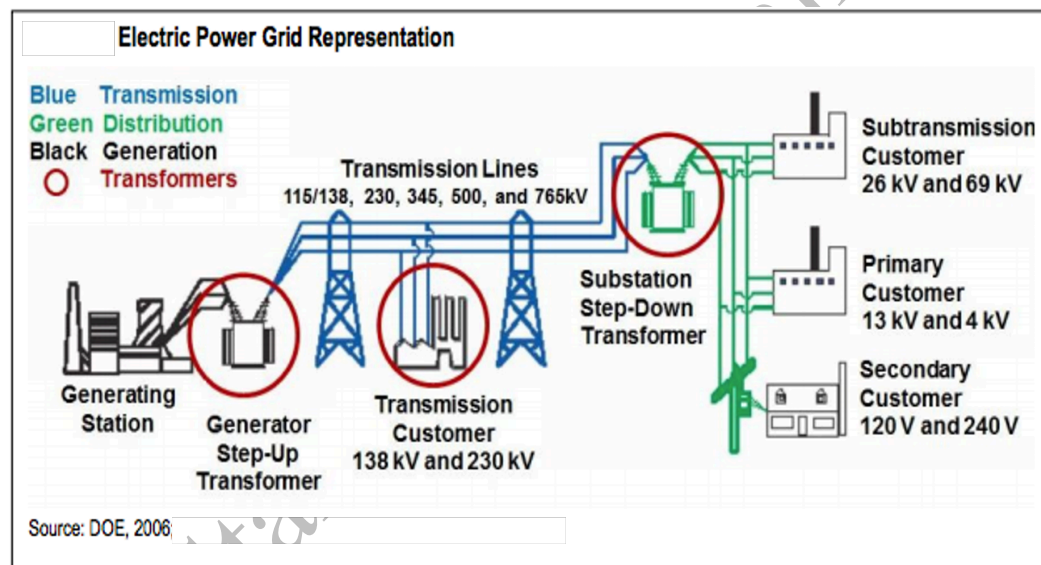 Electric Power Grid Representation
Blue Transmission
Green Distribution
Black Generation
Transformers
Transmission Lines
115/138, 230, 345, 500, and 765kV
Subtransmission
Customer
26 kV and 69 kV
Substation
Step-Down
Transformer
Primary
Customer
13 kV and 4 kV
Secondary
Customer
120 V and 240 V
Generating
Station
Generator
Step-Up
Transformer
Transmission
Customer
138 kV and 230 kV
Source: DOE, 2006;